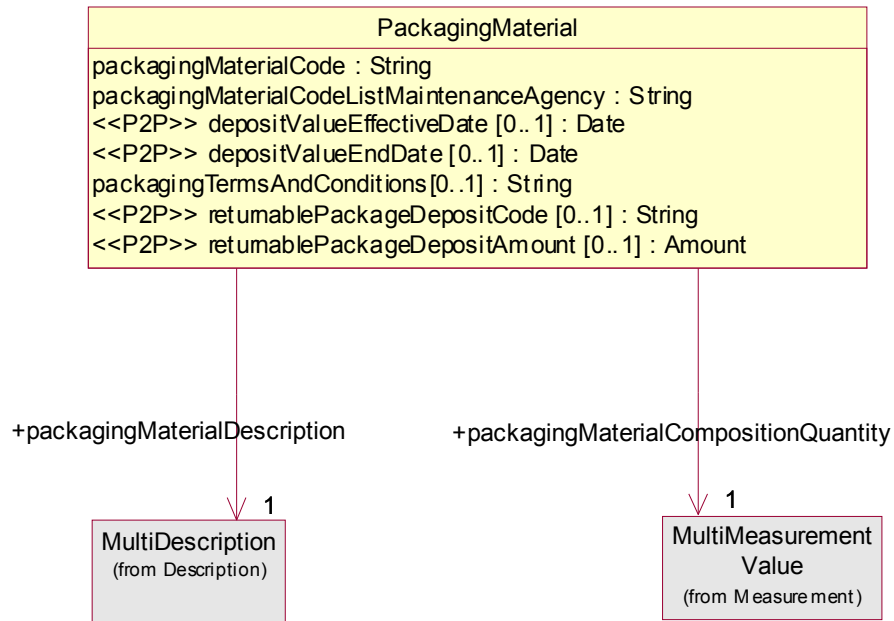 PackagingMaterial
packagingMaterialCode : String
packagingMaterialCodeListMaintenanceAgency : String
<<P2P>> depositValueEffectiveDate [0..1] : Date
<<P2P>> depositValueEndDate [0..1] : Date
packagingTermsAndConditions[0..1] : String
<<P2P>> returnablePackageDepositCode [0..1] : String
<<P2P>> returnablePackageDepositAmount [0..1] : Amount
+packagingMaterialDescription
+packagingMaterialCompositionQuantity
1
1
MultiDescription
(from Description)
MultiMeasurement
Value
(from Measurement)